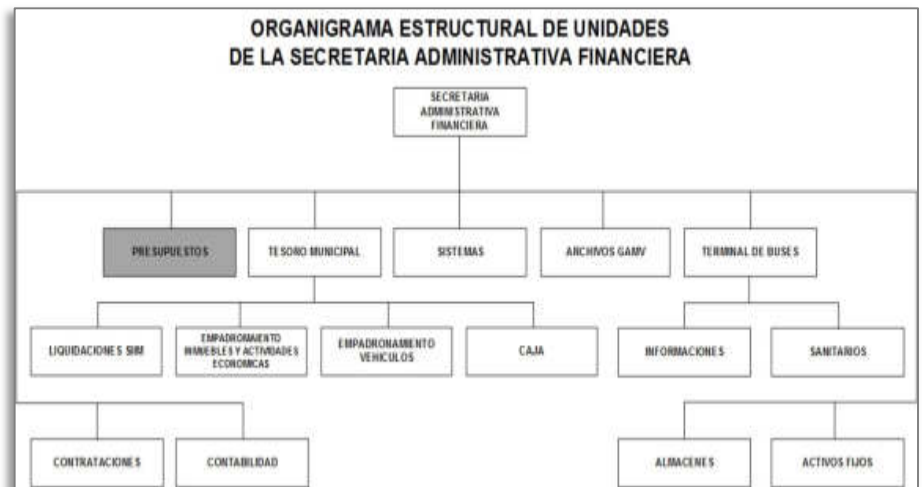 ORGANIGRAMA ESTRUCTURAL DE UNIDADES
DE LA SECRETARIA ADMINISTRATIVA FINANCIERA
SECRETARIA
ADMINISTRATIVA
FINANCIERA
PRESUPUESTOS
TESORO MUNICIPAL
SISTEMAS
ARCHIVOS GAMV
TERMINAL DE BUSES
LIQUIDACIONES SIIM
EMPADRONAMIENTO
INMUEBLES Y ACTIVIDADES
ECONOMICAS
EMPADRONAMIENTO
VEHICULOS
CAJA
INFORMACIONES
SANITARIOS
CONTRATACIONES
CONTABILIDAD
ALMACENES
ACTIVOS FIJOS